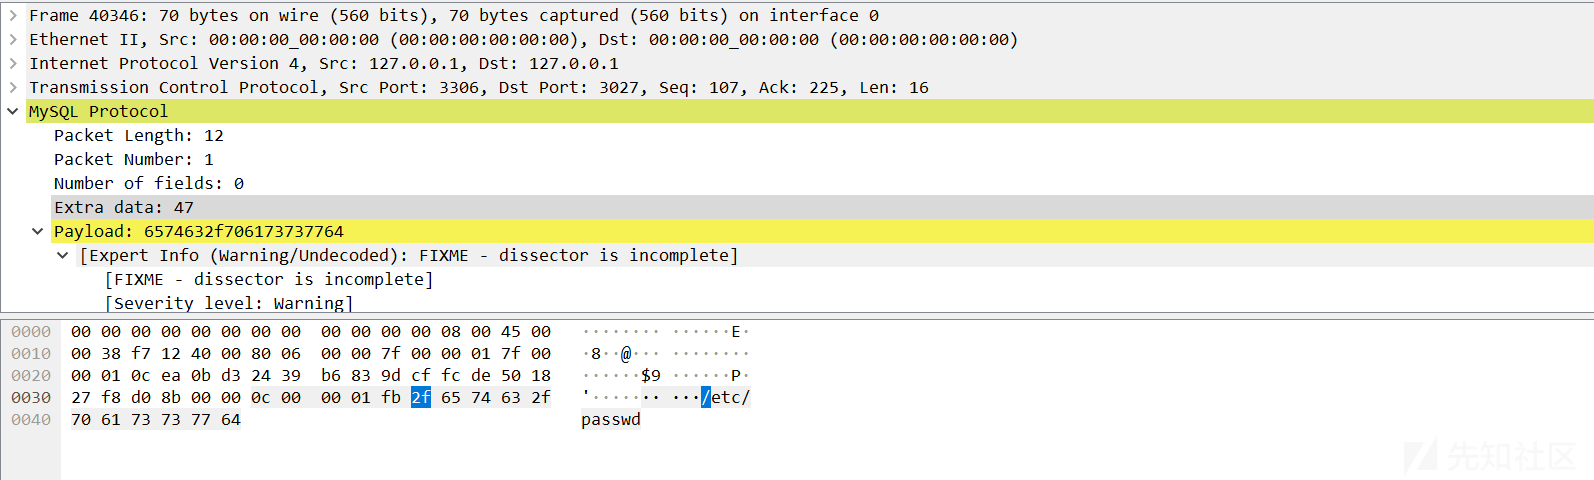 Frame 40346: 70 bytes on wire (560 bits), 70 bytes captured (560 bits) on interface 0
Ethernet II, Src: 00:00:00_00:00:00 (00:00:00:00:00:00), Dst: 00:00:00_00:00:00 (00:00:00:00:00:00)
Internet Protocol Version 4, Src: 127.0.0.1, Dst: 127.0.0.1
Transmission Control Protocol, Src Port: 3306, Dst Port: 3027, Seq: 107, Ack: 225, Len: 16
MySQL Protocol
Packet Length: 12
Packet Number: 1
Number of fields: 0
Extra data: 47
Payload: 6574632f706173737764
[Expert Info (Warning/Undecoded): FIXME - dissector is incomplete]
[FIXME - dissector is incomplete]
[Severity level: Warning]
0000 00 00 00 00 00 00 00 00 00 00 00 00 08 00 45 00 ········ ······E·
0010 00 38 f7 12 40 00 80 06 00 00 7f 00 00 01 7f 00 ·8··@··· ········
0020 00 01 0c ea 0b d3 24 39 b6 83 9d cf fc de 50 18 ······$9 ······P·
0030 27 f8 d0 8b 00 00 0c 00 00 01 fb 2f 65 74 63 2f '······· ···/etc/
0040 70 61 73 73 77 64 passwd
先知社区